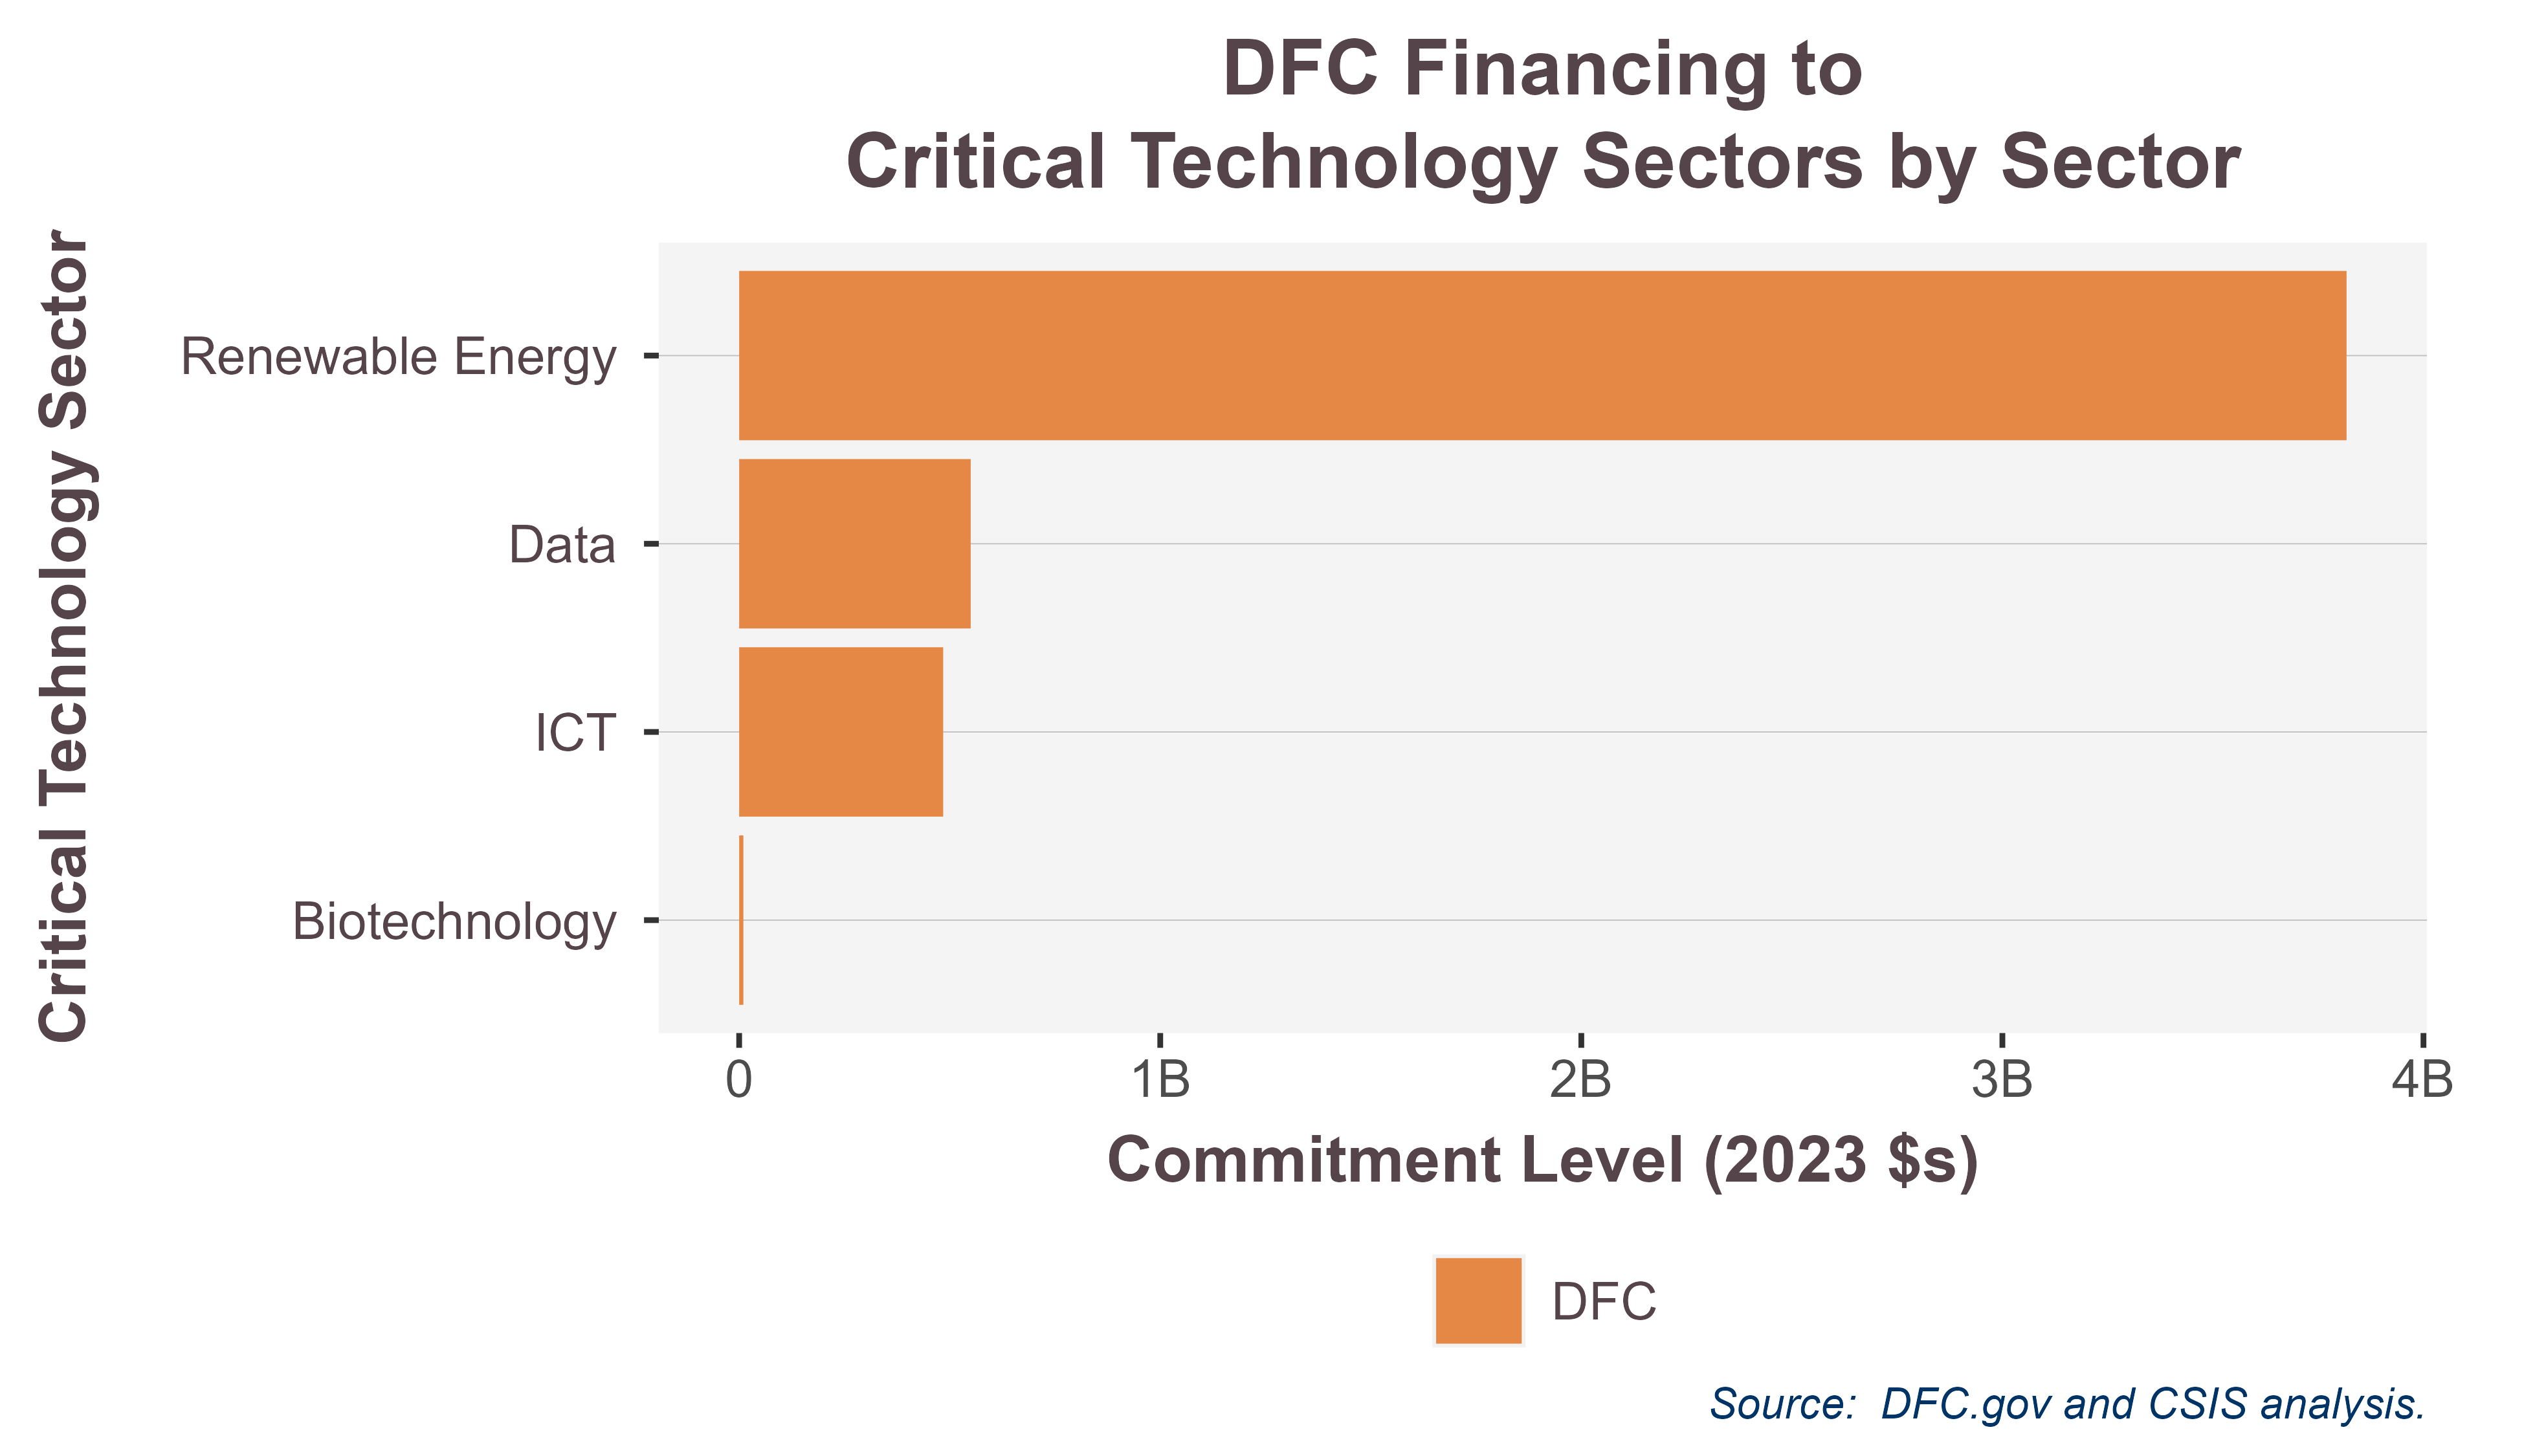 DFC Financing to
Critical Technology Sectors by Sector
Critical Technology Sector
Renewable Energy
Data
ICT
Biotechnology
0 1B 2B 3B 4B
Commitment Level (2023 $s)
DFC
Source:  DFC.gov and CSIS analysis.